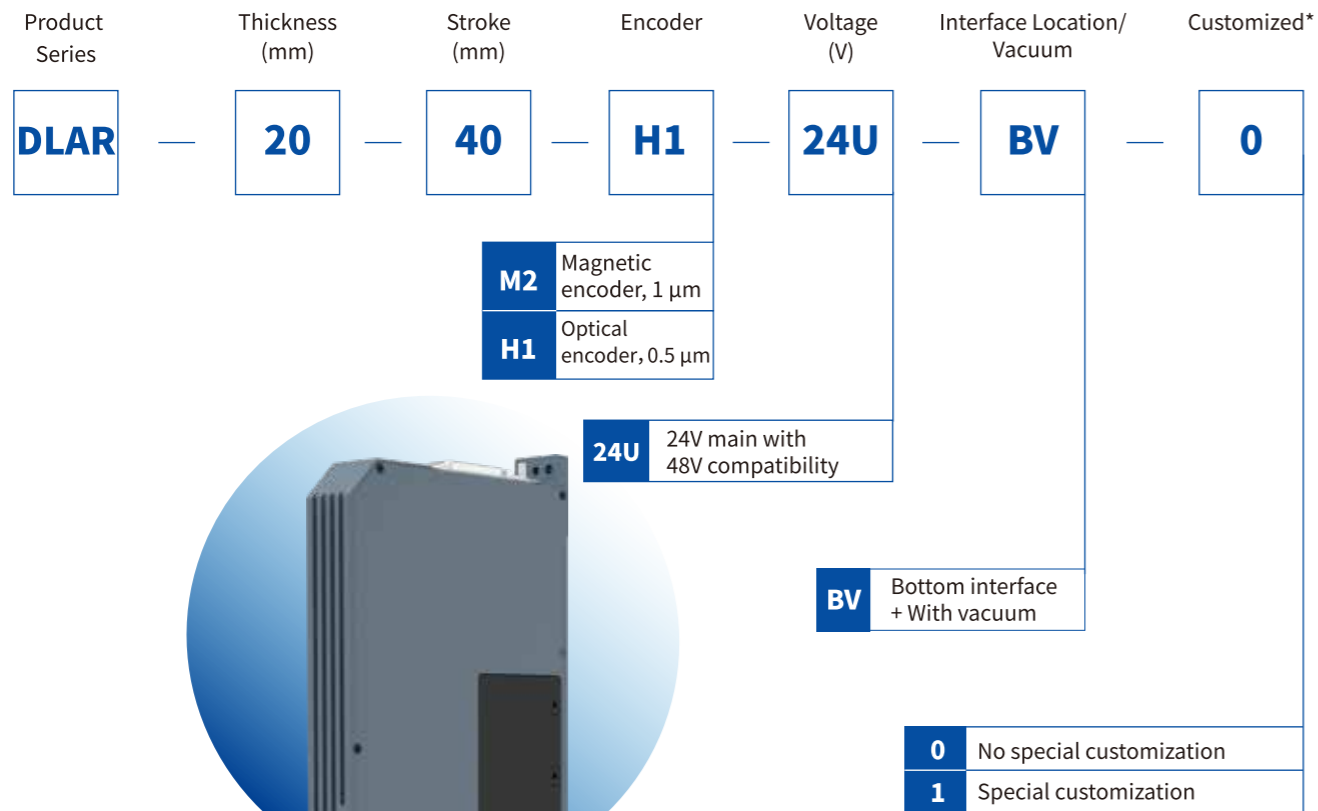 Product
Series
Thickness
(mm)
Stroke
(mm)
Encoder
Voltage
(V)
Interface Location/
Vacuum
Customized*
DLAR — 20 — 40 — H1 — 24U — BV — 0
M2
Magnetic
encoder, 1 μm
H1
Optical
encoder, 0.5 μm
24U
24V main with
48V compatibility
BV
Bottom interface
+ With vacuum
0
No special customization
1
Special customization